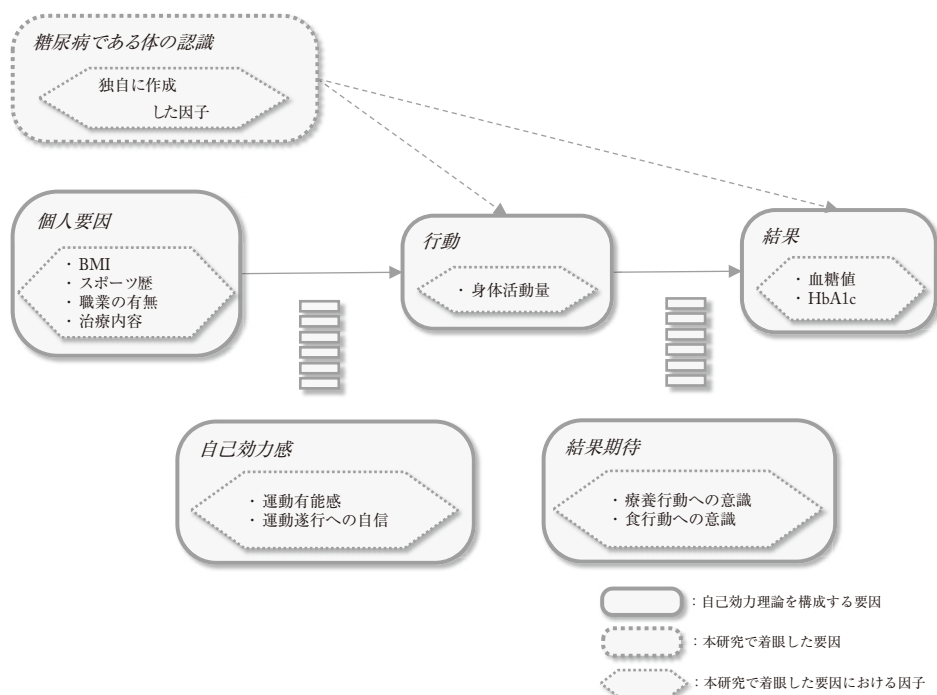 糖尿病である体の認識
独自に作成
した因子
個人要因
・BMI
・スポーツ歴
・職業の有無
・治療内容
行動
・身体活動量
結果
・血糖値
・HbA1c
自己効力感
・運動有能感
・運動遂行への自信
結果期待
・療養行動への意識
・食行動への意識
：自己効力理論を構成する要因
：本研究で着眼した要因
：本研究で着眼した要因における因子